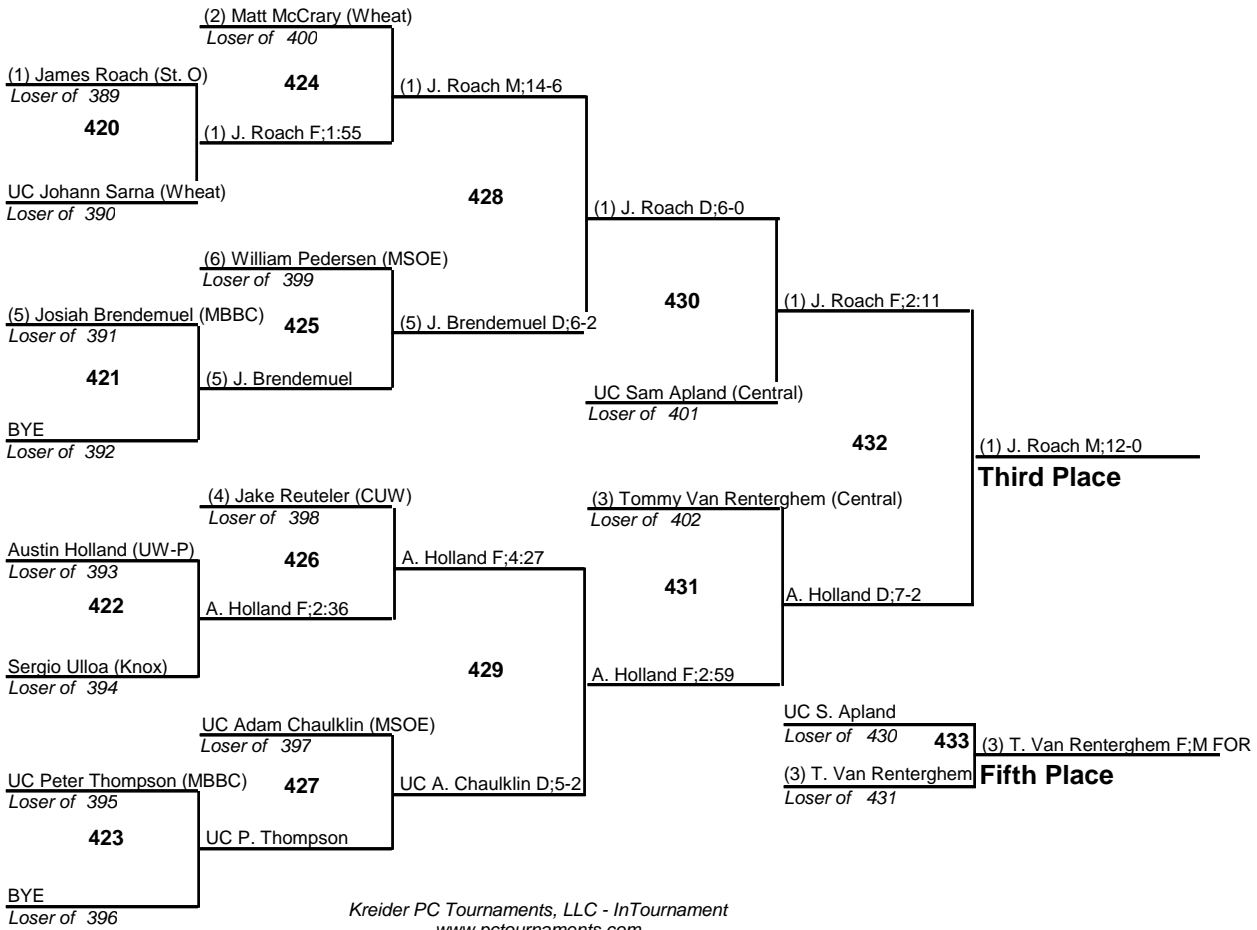 (2) Matt McCrary (Wheat)
Loser of 400
(1) James Roach (St. O)
Loser of 389
424
(1) J. Roach M;14-6
420
(1) J. Roach F;1:55
UC Johann Sarna (Wheat)
Loser of 390
428
(1) J. Roach D;6-0
(6) William Pedersen (MSOE)
Loser of 399
(5) Josiah Brendemuel (MBBC)
Loser of 391
425
(5) J. Brendemuel D;6-2
430
(1) J. Roach F;2:11
421
(5) J. Brendemuel
UC Sam Apland (Central)
Loser of 401
BYE
Loser of 392
432
(1) J. Roach M;12-0
Third Place
(4) Jake Reuteler (CUW)
Loser of 398
(3) Tommy Van Renterghem (Central)
Loser of 402
Austin Holland (UW-P)
Loser of 393
426
A. Holland F;4:27
431
422
A. Holland F;2:36
A. Holland D;7-2
Sergio Ulloa (Knox)
Loser of 394
429
A. Holland F;2:59
UC Adam Chaulklin (MSOE)
Loser of 397
UC S. Apland
Loser of 430
433
(3) T. Van Renterghem F;M FOR
UC Peter Thompson (MBBC)
Loser of 395
427
UC A. Chaulklin D;5-2
(3) T. Van Renterghem
Loser of 431
Fifth Place
423
UC P. Thompson
BYE
Loser of 396
Kreider PC Tournaments, LLC - InTournament
www.pctournaments.com